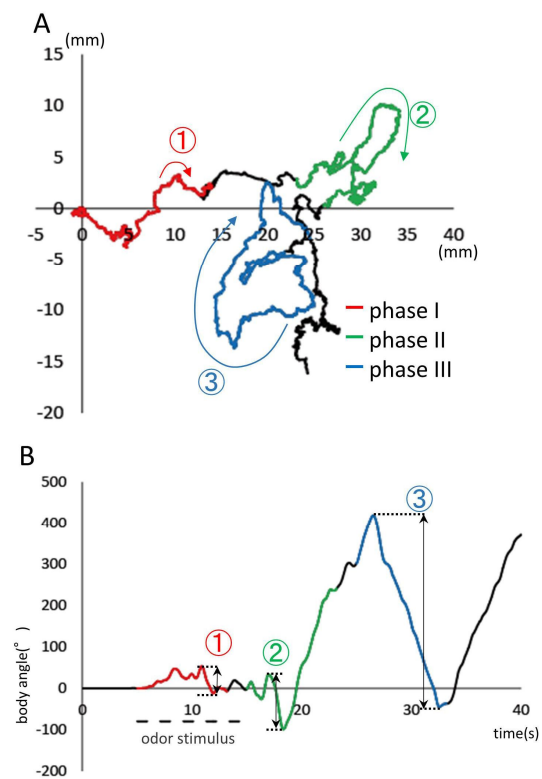 A
(mm)
15
10
5
0
-5 0 5 10 15 20 25 30 35 40
(mm)
-5
-10
-15
-20
①
②
③
phase I
phase II
phase III
B
500
400
300
200
100
0
-100
-200
body angle(°)
①
②
③
0 10 20 30 40
time(s)
odor stimulus